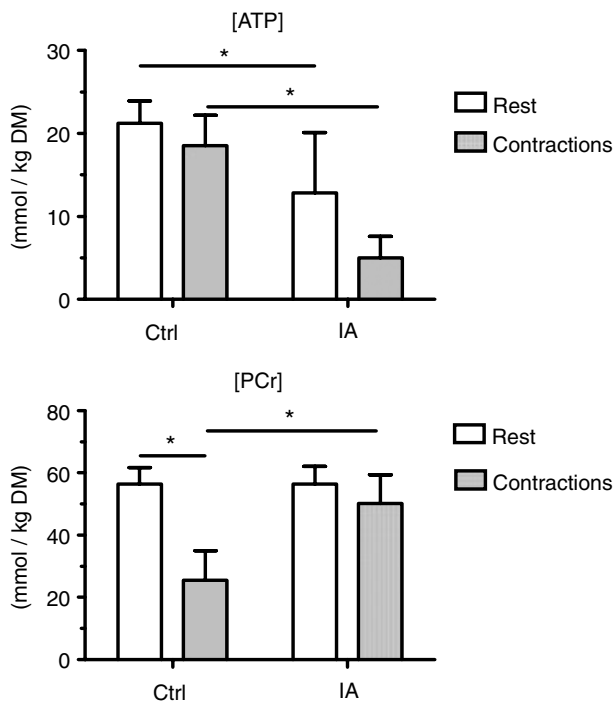 [ATP]
(mmol / kg DM)
30
20
10
0
*
*
Ctrl
IA
Rest
Contractions
[PCr]
(mmol / kg DM)
80
60
40
20
0
*
*
Ctrl
IA
Rest
Contractions